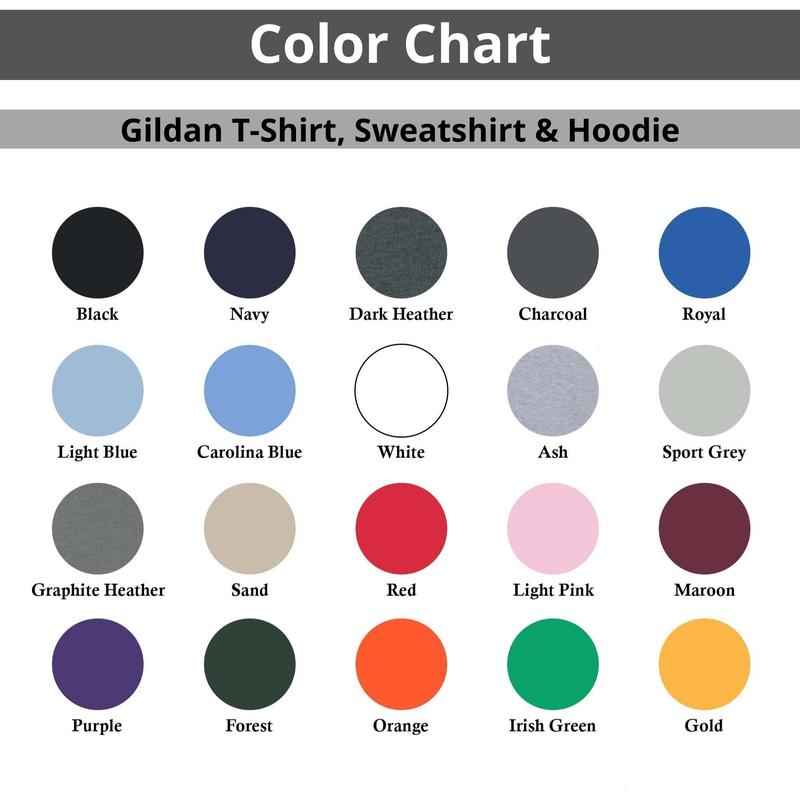 Color Chart
Gildan T-Shirt, Sweatshirt & Hoodie
Black Navy Dark Heather Charcoal Royal
Light Blue Carolina Blue White Ash Sport Grey
Graphite Heather Sand Red Light Pink Maroon
Purple Forest Orange Irish Green Gold